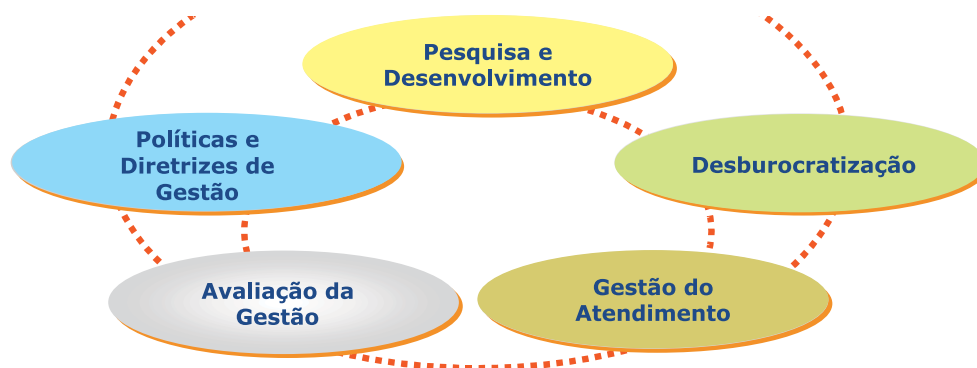 Pesquisa e
Desenvolvimento
Políticas e
Diretrizes de
Gestão
Desburocratização
Avaliação da
Gestão
Gestão do
Atendimento